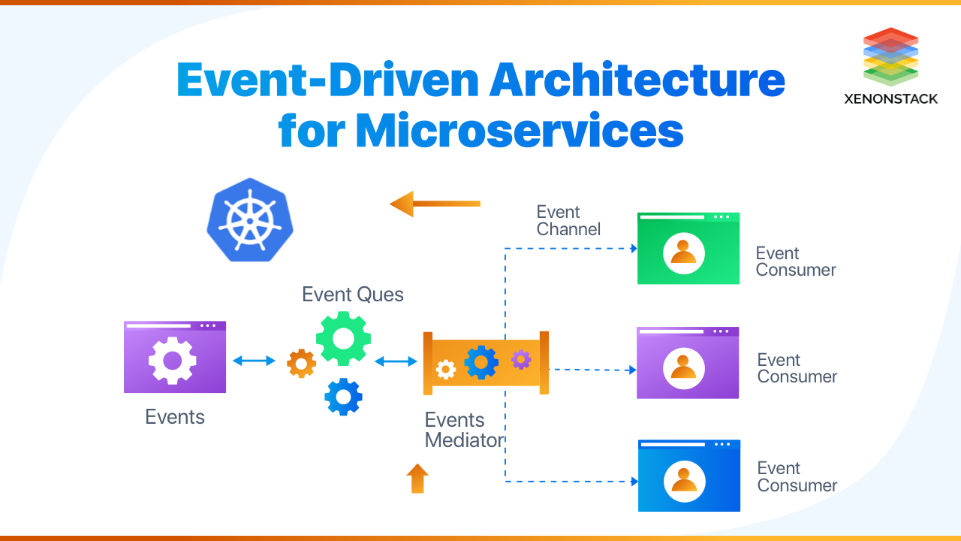 Event-Driven Architecture
for Microservices
XENONSTACK
Event
Channel
Event
Consumer
Event Ques
Events
Events
Mediator
Event
Consumer
Event
Consumer